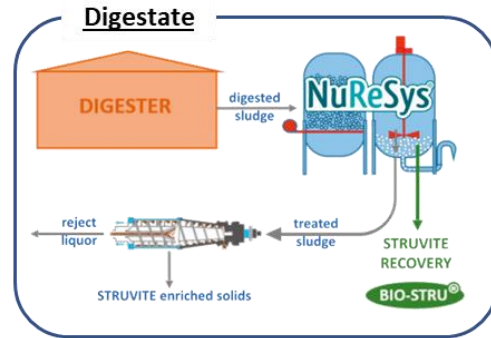 Digestate
DIGESTER
digested
sludge
NuReSys
reject
liquor
treated
sludge
STRUVITE
RECOVERY
STRUVITE enriched solids
BIO-STRU®